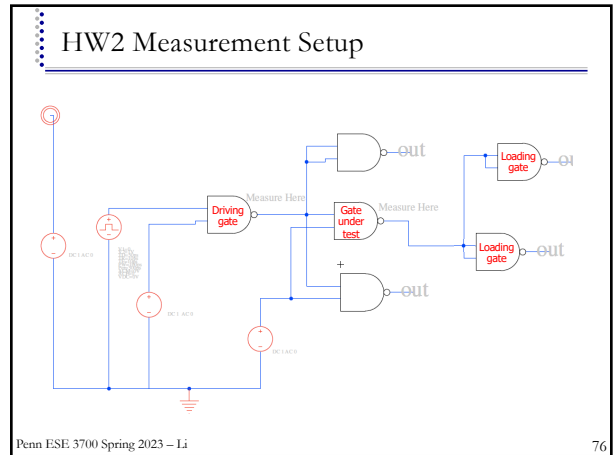 HW2 Measurement Setup
out
Loading
gate
Measure Here
Driving
gate
Gate
under
test
Measure Here
Loading
gate
out
out
DC 1 AC 0
DC 1 AC 0
DC 1 AC 0
Penn ESE 3700 Spring 2023 – Li
76